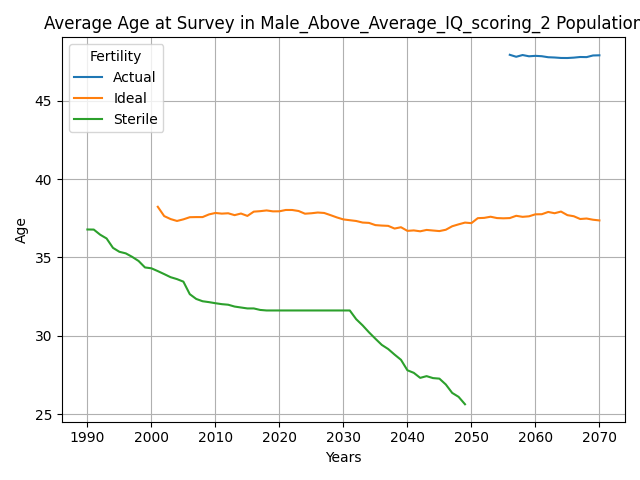 Average Age at Survey in Male_Above_Average_IQ_scoring_2 Population
Fertility
Actual
Ideal
Sterile
Age
45
40
35
30
25
1990 2000 2010 2020 2030 2040 2050 2060 2070
Years